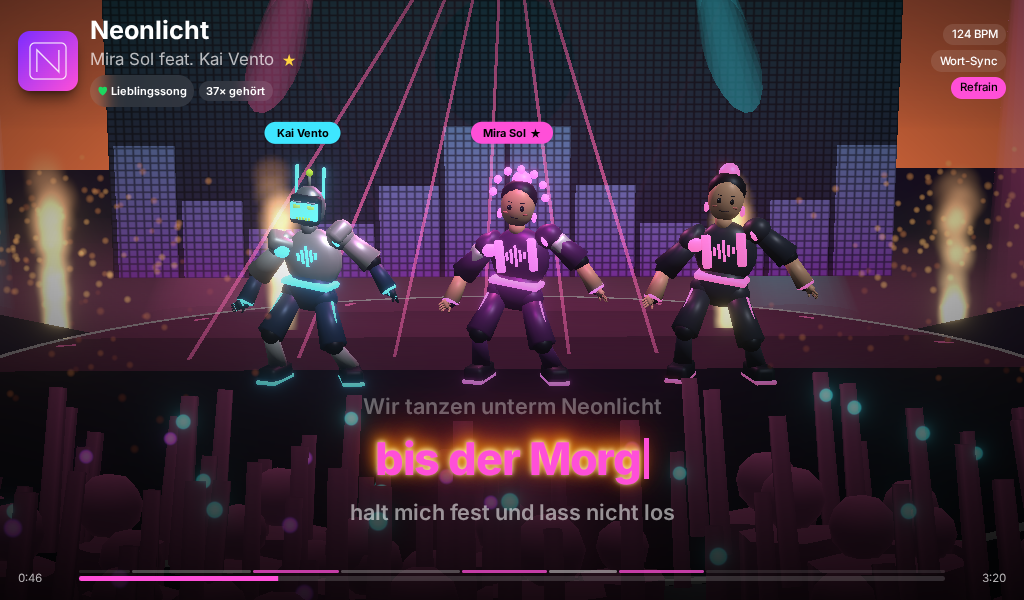 Neonlicht
Mira Sol feat. Kai Vento ★
Lieblingssong
37× gehört
124 BPM
Wort-Sync
Refrain
N
Kai Vento
Mira Sol ★
Wir tanzen unterm Neonlicht
bis der Morg
halt mich fest und lass nicht los
0:46
3:20